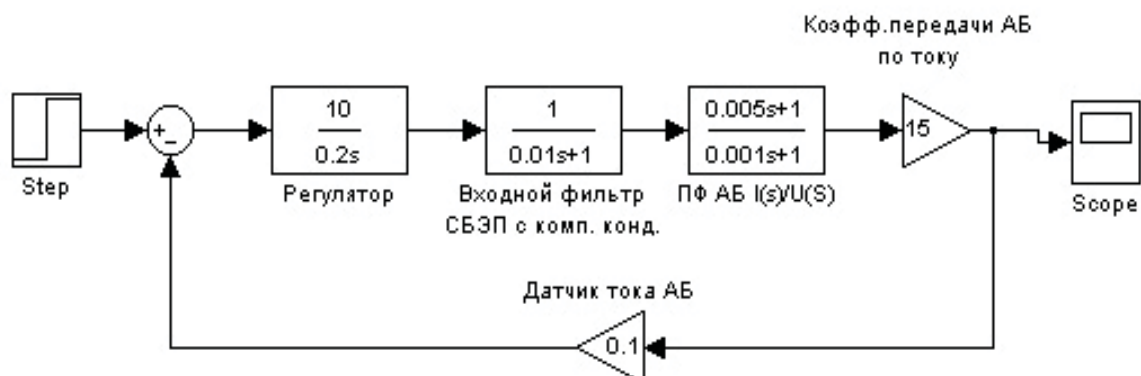 Коэфф.передачи АБ
по току
Step
+
−
10
0.2s
Регулятор
1
0.01s+1
Входной фильтр
СБЭП с комп. конд.
0.005s+1
0.001s+1
ПФ АБ I(s)/U(S)
15
Scope
Датчик тока АБ
0.1